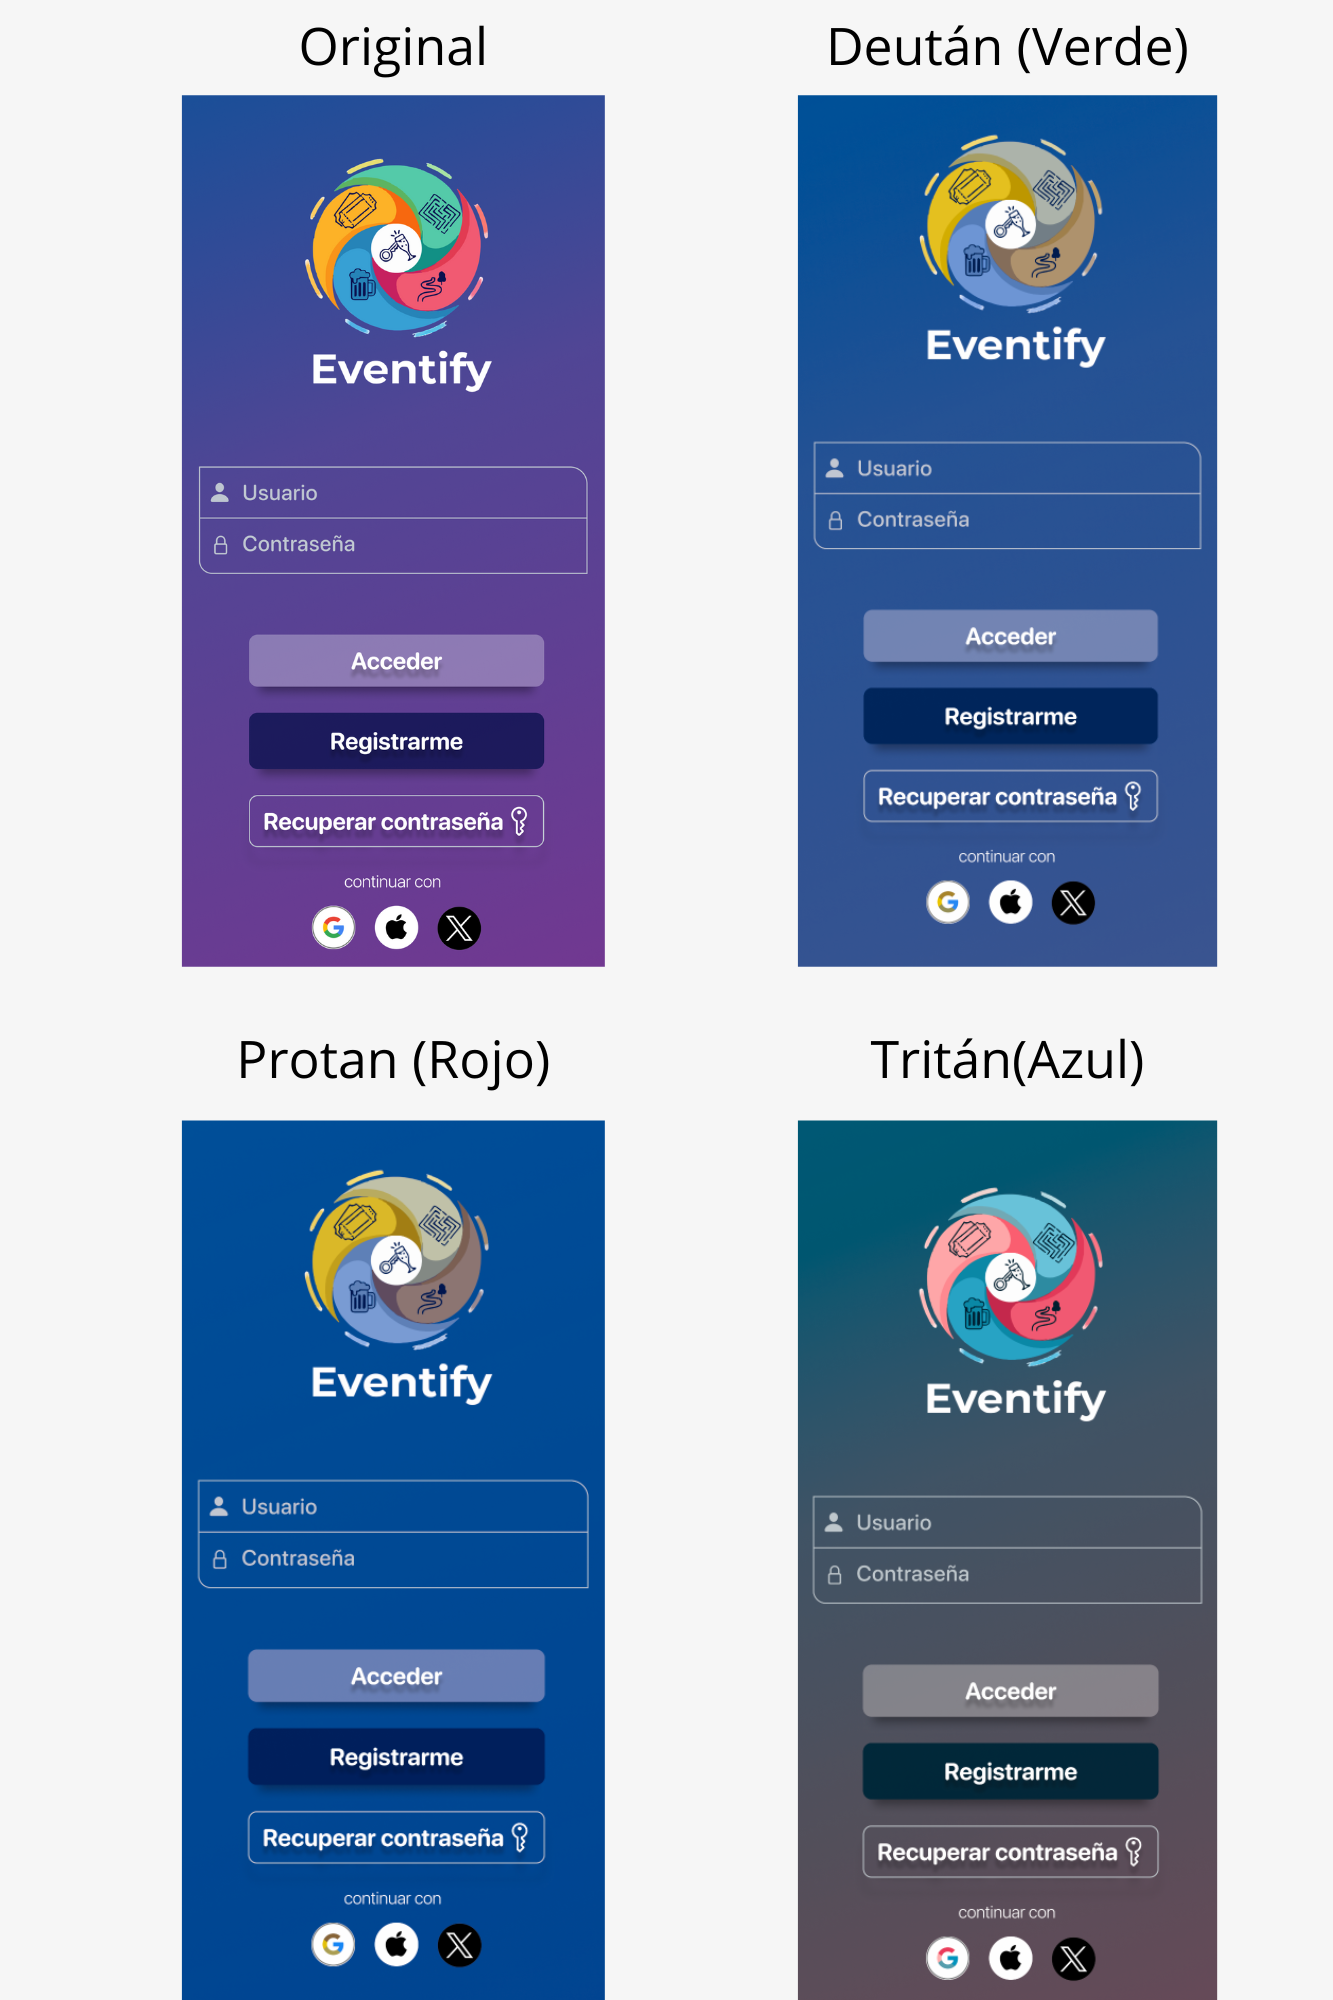 Original
Eventify
Usuario
Contraseña
Acceder
Registrarme
Recuperar contraseña
continuar con
Deután (Verde)
Eventify
Usuario
Contraseña
Acceder
Registrarme
Recuperar contraseña
continuar con
Protan (Rojo)
Eventify
Usuario
Contraseña
Acceder
Registrarme
Recuperar contraseña
continuar con
Tritán(Azul)
Eventify
Usuario
Contraseña
Acceder
Registrarme
Recuperar contraseña
continuar con